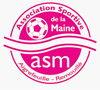 Association Sportive
de la
Maine
asm
Aigrefeuille - Remouillé